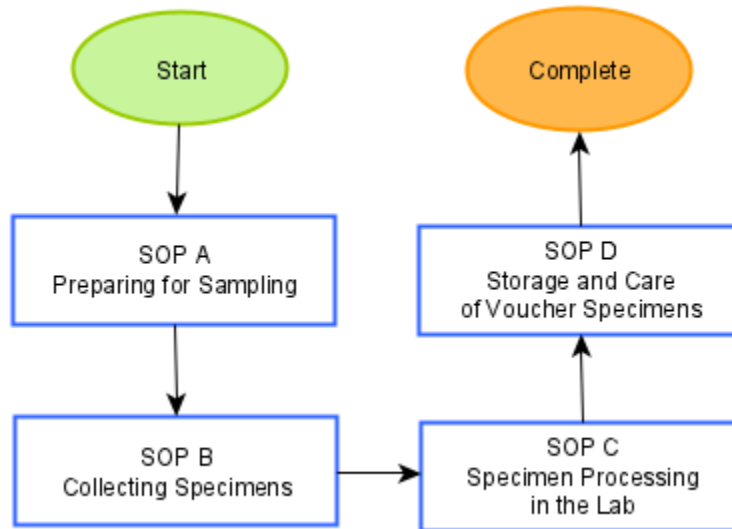 Start
SOP A
Preparing for Sampling
SOP B
Collecting Specimens
SOP C
Specimen Processing
in the Lab
SOP D
Storage and Care
of Voucher Specimens
Complete